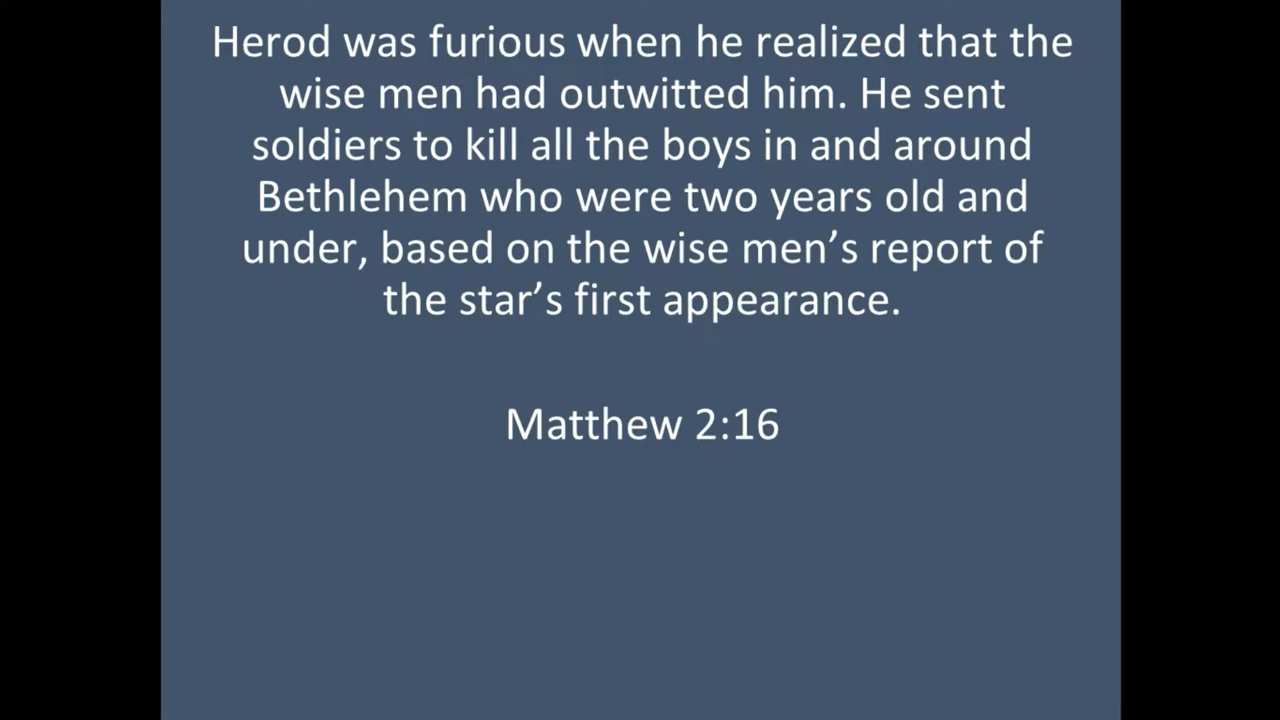 Herod was furious when he realized that the
wise men had outwitted him. He sent
soldiers to kill all the boys in and around
Bethlehem who were two years old and
under, based on the wise men’s report of
the star’s first appearance.
Matthew 2:16